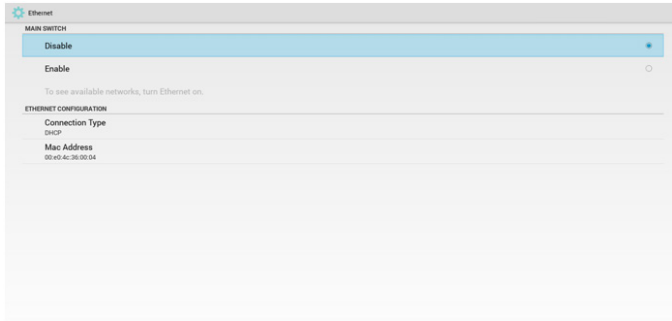 Ethernet
MAIN SWITCH
Disable
Enable
To see available networks, turn Ethernet on.
ETHERNET CONFIGURATION
Connection Type
DHCP
Mac Address
00:e0:4c:36:00:04